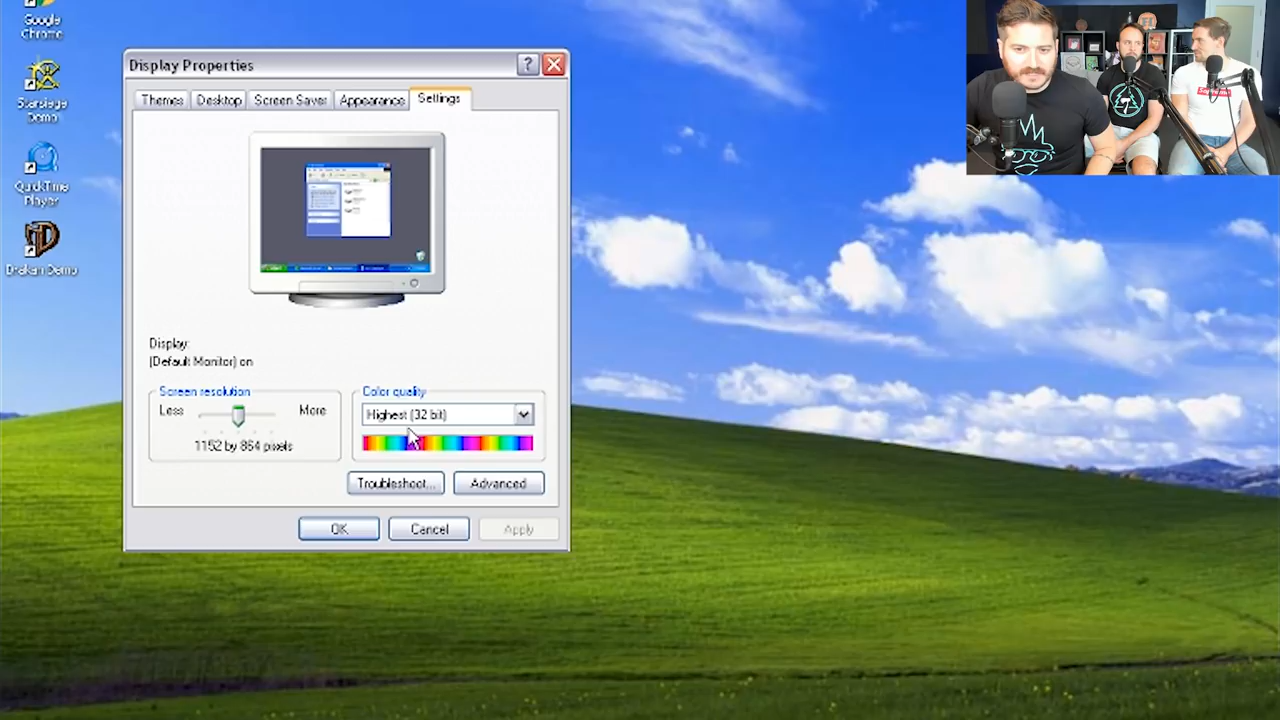 Google
Chrome
Starsiege
Demo
QuickTime
Player
Drakan Demo
Display Properties
?
Themes
Desktop
Screen Saver
Appearance
Settings
Display:
(Default Monitor) on
Screen resolution
Less
More
1152 by 864 pixels
Color quality
Highest (32 bit)
Troubleshoot...
Advanced
OK
Cancel
Apply